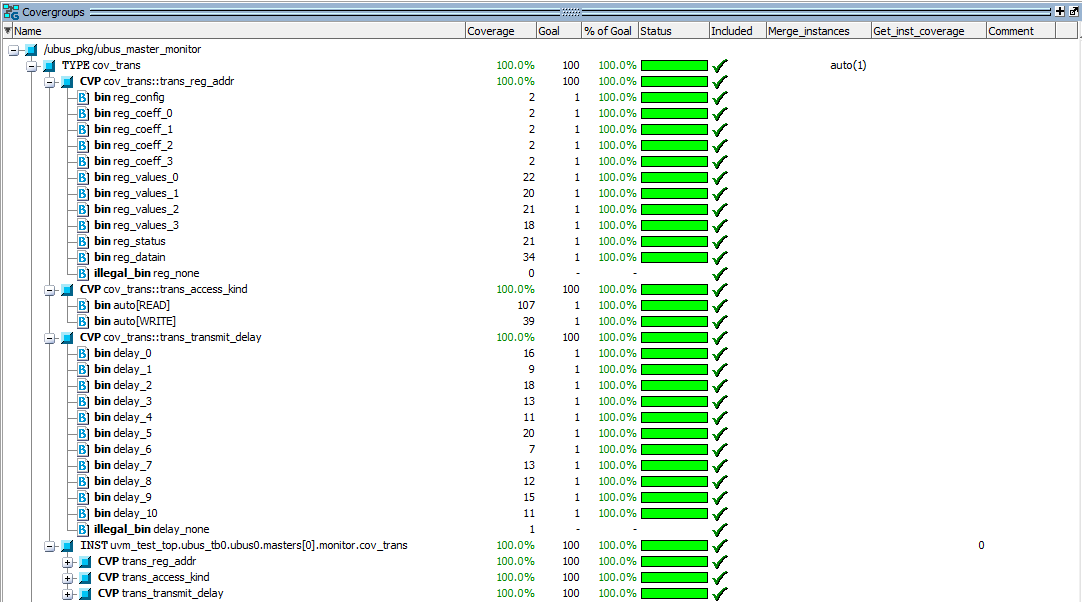 Covergroups
Name Coverage Goal % of Goal Status Included Merge_instances Get_inst_coverage Comment
/ubus_pkg/ubus_master_monitor
TYPE cov_trans 100.0% 100 100.0% auto(1)
CVP cov_trans::trans_reg_addr 100.0% 100 100.0%
B bin reg_config 2 1 100.0%
B bin reg_coeff_0 2 1 100.0%
B bin reg_coeff_1 2 1 100.0%
B bin reg_coeff_2 2 1 100.0%
B bin reg_coeff_3 2 1 100.0%
B bin reg_values_0 22 1 100.0%
B bin reg_values_1 20 1 100.0%
B bin reg_values_2 21 1 100.0%
B bin reg_values_3 18 1 100.0%
B bin reg_status 21 1 100.0%
B bin reg_datain 34 1 100.0%
B illegal_bin reg_none 0 - -
CVP cov_trans::trans_access_kind 100.0% 100 100.0%
B bin auto[READ] 107 1 100.0%
B bin auto[WRITE] 39 1 100.0%
CVP cov_trans::trans_transmit_delay 100.0% 100 100.0%
B bin delay_0 16 1 100.0%
B bin delay_1 9 1 100.0%
B bin delay_2 18 1 100.0%
B bin delay_3 13 1 100.0%
B bin delay_4 11 1 100.0%
B bin delay_5 20 1 100.0%
B bin delay_6 7 1 100.0%
B bin delay_7 13 1 100.0%
B bin delay_8 12 1 100.0%
B bin delay_9 15 1 100.0%
B bin delay_10 11 1 100.0%
B illegal_bin delay_none 1 - -
INST uvm_test_top.ubus_tb0.ubus0.masters[0].monitor.cov_trans 100.0% 100 100.0% 0
CVP trans_reg_addr 100.0% 100 100.0%
CVP trans_access_kind 100.0% 100 100.0%
CVP trans_transmit_delay 100.0% 100 100.0%